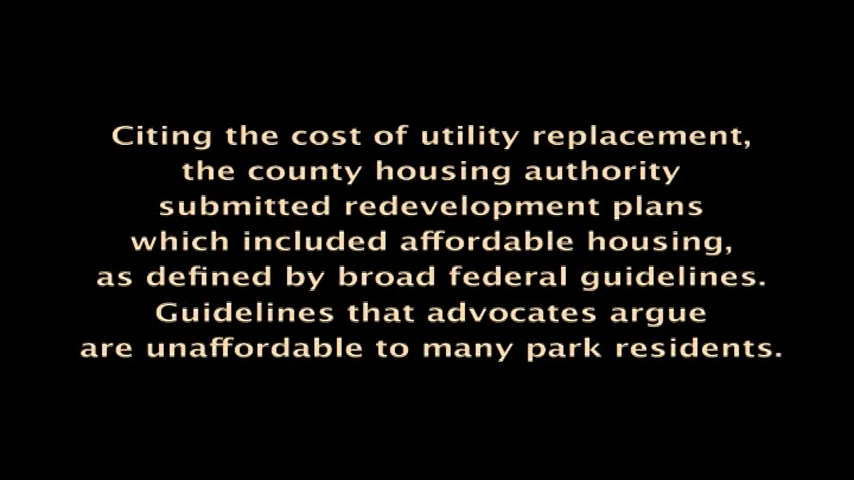 Citing the cost of utility replacement,
the county housing authority
submitted redevelopment plans
which included affordable housing,
as defined by broad federal guidelines.
Guidelines that advocates argue
are unaffordable to many park residents.